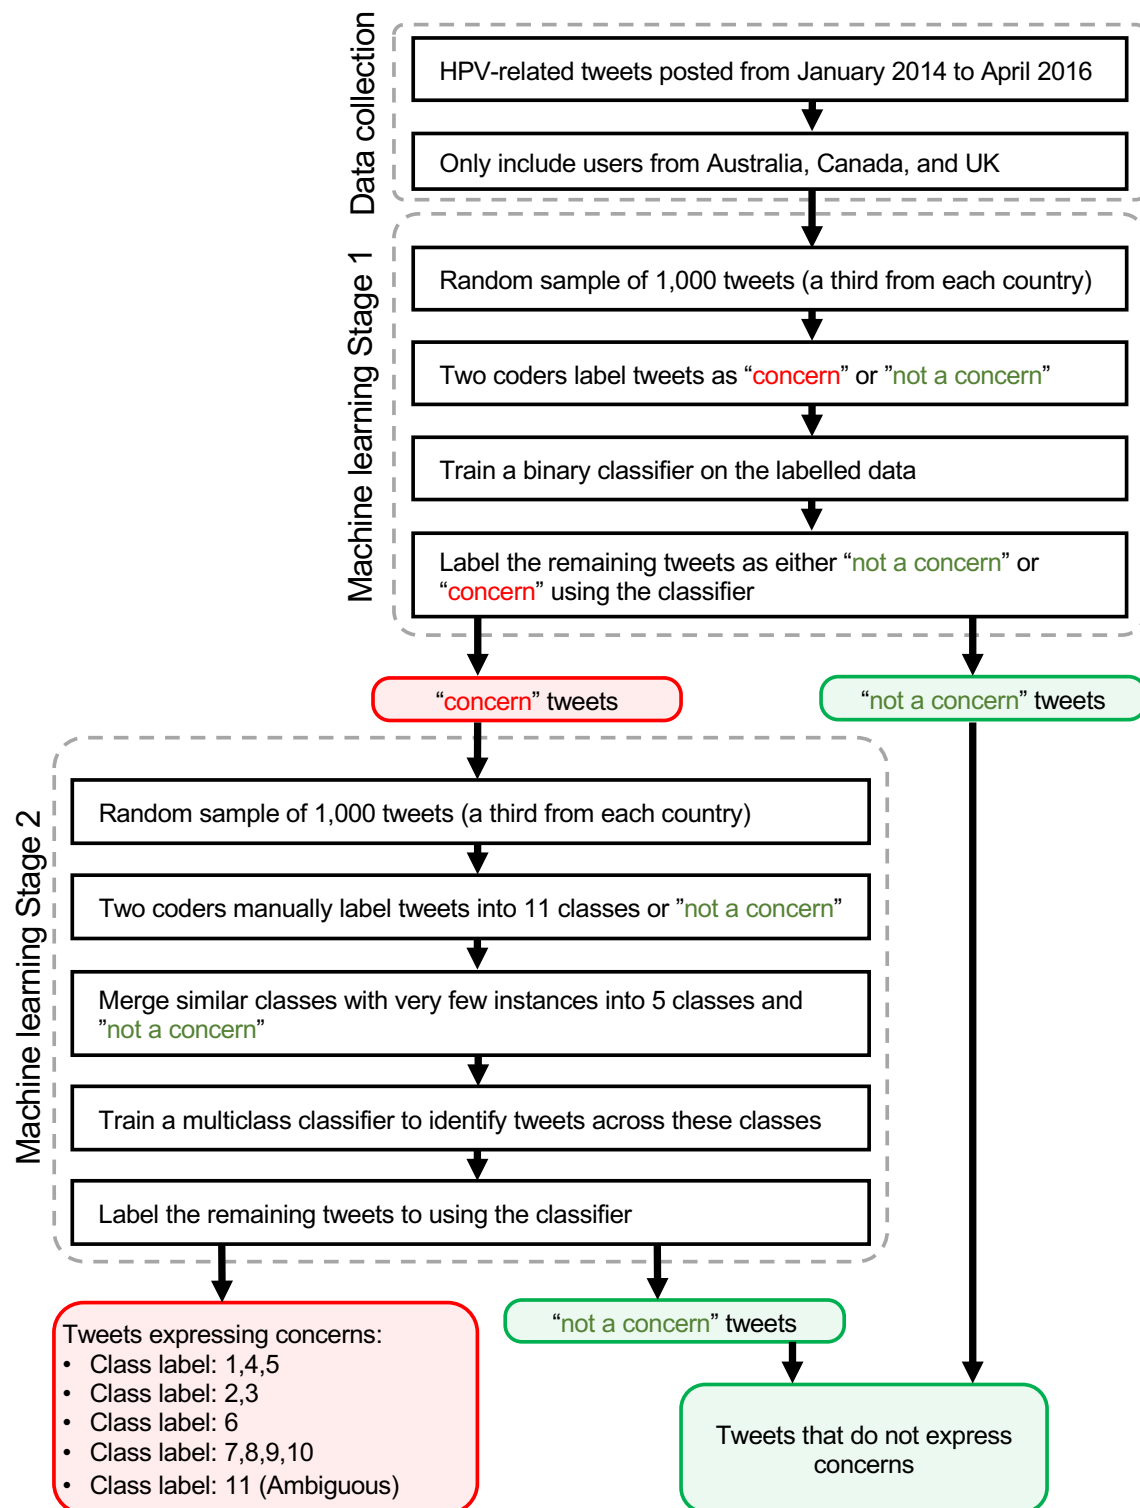 Data collection
HPV-related tweets posted from January 2014 to April 2016
Only include users from Australia, Canada, and UK
Machine learning Stage 1
Random sample of 1,000 tweets (a third from each country)
Two coders label tweets as “concern” or ”not a concern”
Train a binary classifier on the labelled data
Label the remaining tweets as either “not a concern” or
“concern” using the classifier
“concern” tweets
“not a concern” tweets
Machine learning Stage 2
Random sample of 1,000 tweets (a third from each country)
Two coders manually label tweets into 11 classes or ”not a concern”
Merge similar classes with very few instances into 5 classes and
”not a concern”
Train a multiclass classifier to identify tweets across these classes
Label the remaining tweets to using the classifier
Tweets expressing concerns:
• Class label: 1,4,5
• Class label: 2,3
• Class label: 6
• Class label: 7,8,9,10
• Class label: 11 (Ambiguous)
“not a concern” tweets
Tweets that do not express
concerns